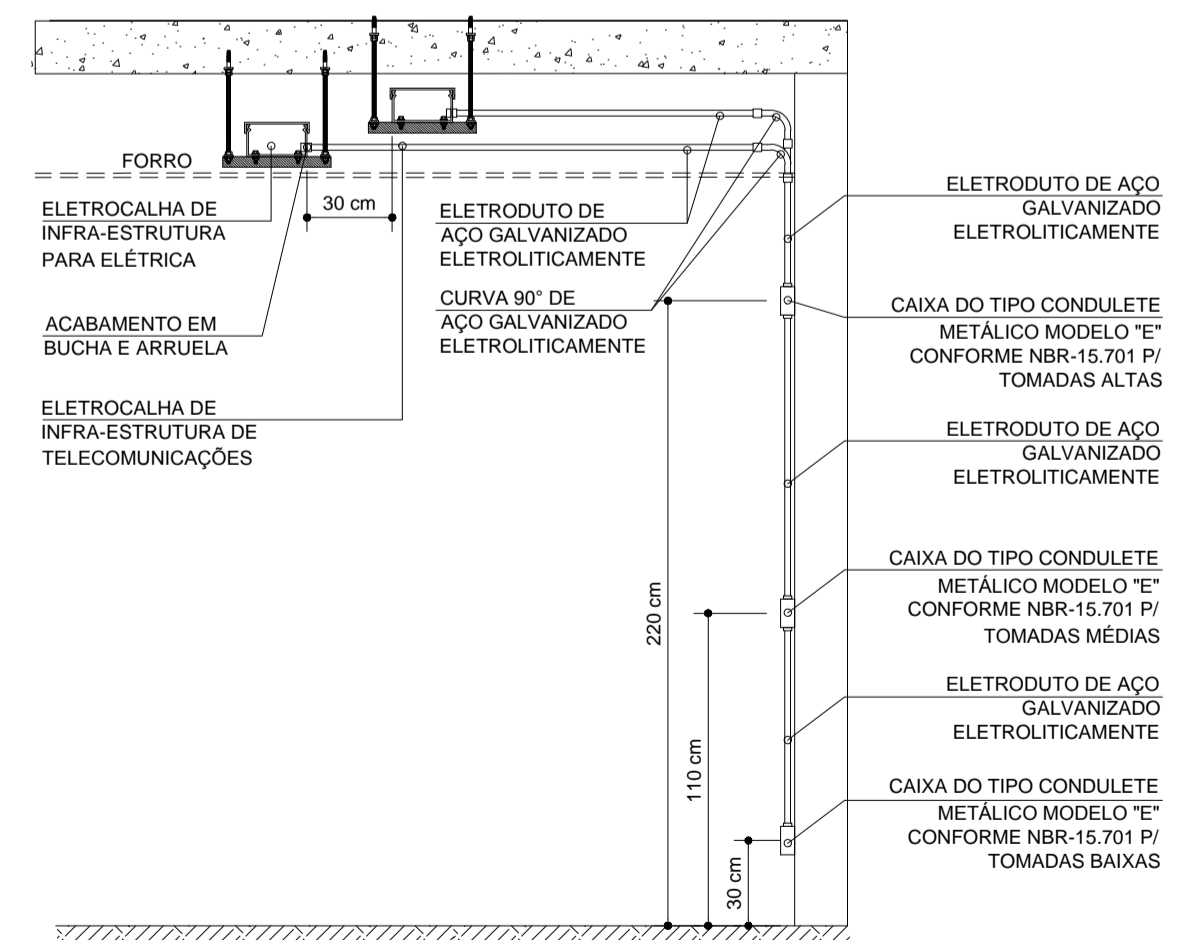 FORRO
ELETROCALHA DE
INFRA-ESTRUTURA
PARA ELÉTRICA
30 cm
ACABAMENTO EM
BUCHA E ARRUELA
ELETROCALHA DE
INFRA-ESTRUTURA DE
TELECOMUNICAÇÕES
ELETRODUTO DE
AÇO GALVANIZADO
ELETROLITICAMENTE
CURVA 90° DE
AÇO GALVANIZADO
ELETROLITICAMENTE
220 cm
110 cm
30 cm
ELETRODUTO DE AÇO
GALVANIZADO
ELETROLITICAMENTE
CAIXA DO TIPO CONDULETE
METÁLICO MODELO "E"
CONFORME NBR-15.701 P/
TOMADAS ALTAS
ELETRODUTO DE AÇO
GALVANIZADO
ELETROLITICAMENTE
CAIXA DO TIPO CONDULETE
METÁLICO MODELO "E"
CONFORME NBR-15.701 P/
TOMADAS MÉDIAS
ELETRODUTO DE AÇO
GALVANIZADO
ELETROLITICAMENTE
CAIXA DO TIPO CONDULETE
METÁLICO MODELO "E"
CONFORME NBR-15.701 P/
TOMADAS BAIXAS